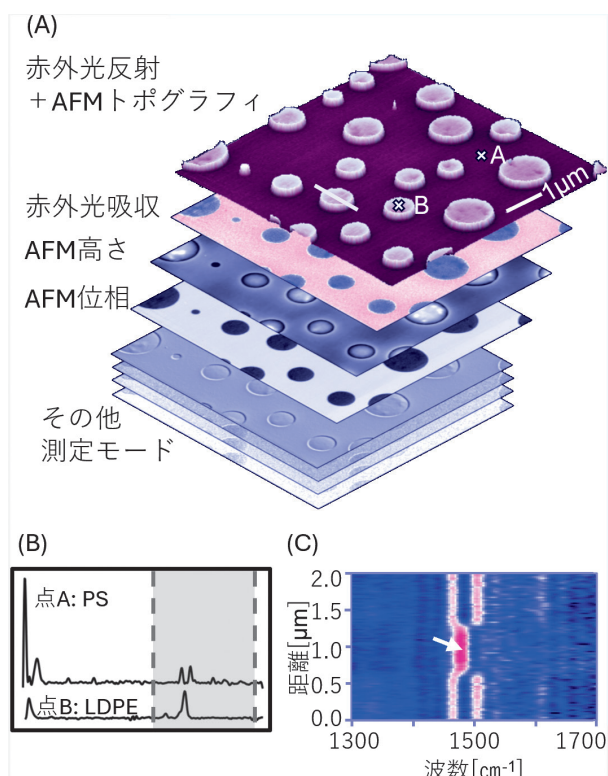 (A)
赤外光反射
＋AFMトポグラフィ
A
B
1μm
赤外光吸収
AFM高さ
AFM位相
その他
測定モード
(B)
点A: PS
点B: LDPE
(C)
距離[μm]
2.0
1.5
1.0
0.5
0.0
1300
1500
1700
波数[cm⁻¹]